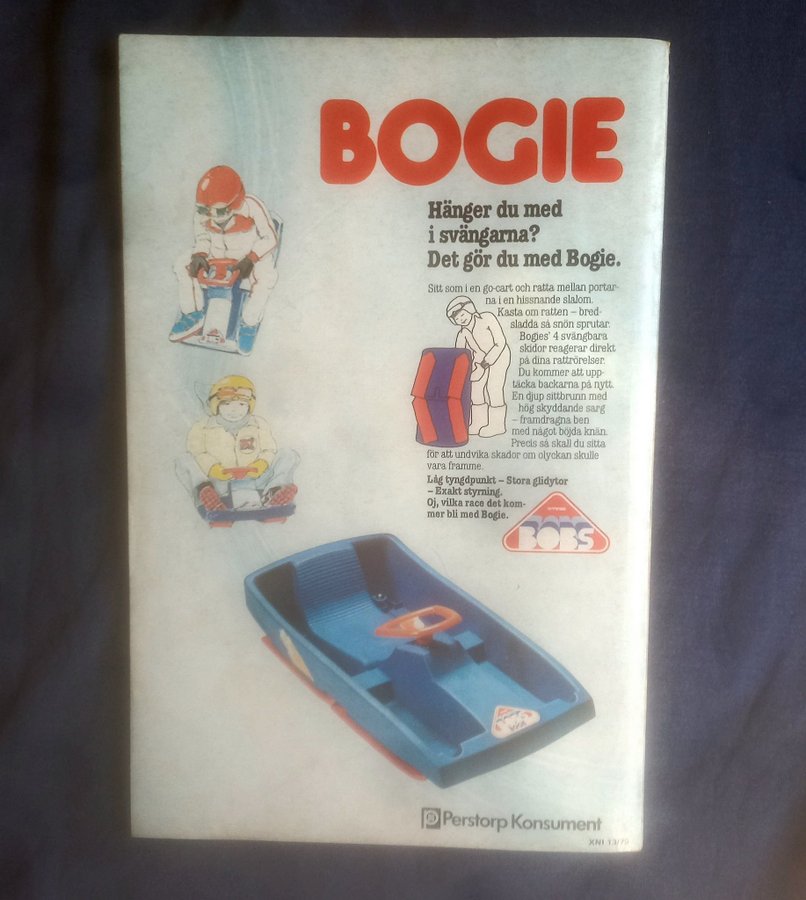 BOGIE
Hänger du med
i svängarna?
Det gör du med Bogie.
Sitt som i en go-cart och ratta mellan portar-
na i en hissnande slalom.
Kasta om ratten – bred-
sladda så snön sprutar.
Bogies' 4 svängbara
skidor reagerar direkt
på dina rattrörelser.
Du kommer att upp-
täcka backarna på nytt.
En djup sittbrunn med
hög skyddande sarg
– framdragna ben
med något böjda knän.
Precis så skall du sitta
för att undvika skador om olyckan skulle
vara framme.
Låg tyngdpunkt – Stora glidytor
– Exakt styrning.
Oj, vilka race det kom-
mer bli med Bogie.
BOBS
Perstorp Konsument
XNI 13/79